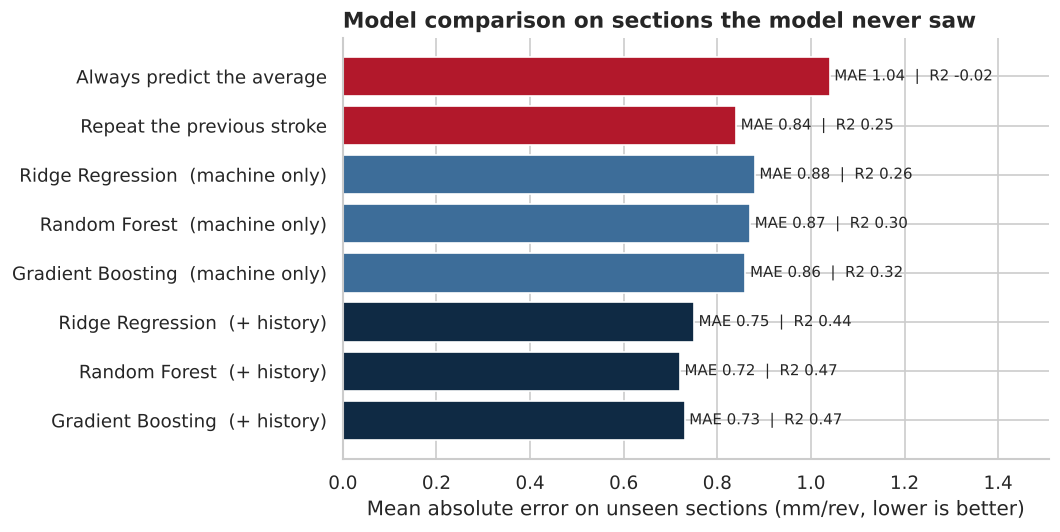 Model comparison on sections the model never saw
Always predict the average MAE 1.04 | R2 -0.02
Repeat the previous stroke MAE 0.84 | R2 0.25
Ridge Regression (machine only) MAE 0.88 | R2 0.26
Random Forest (machine only) MAE 0.87 | R2 0.30
Gradient Boosting (machine only) MAE 0.86 | R2 0.32
Ridge Regression (+ history) MAE 0.75 | R2 0.44
Random Forest (+ history) MAE 0.72 | R2 0.47
Gradient Boosting (+ history) MAE 0.73 | R2 0.47
0.0 0.2 0.4 0.6 0.8 1.0 1.2 1.4
Mean absolute error on unseen sections (mm/rev, lower is better)